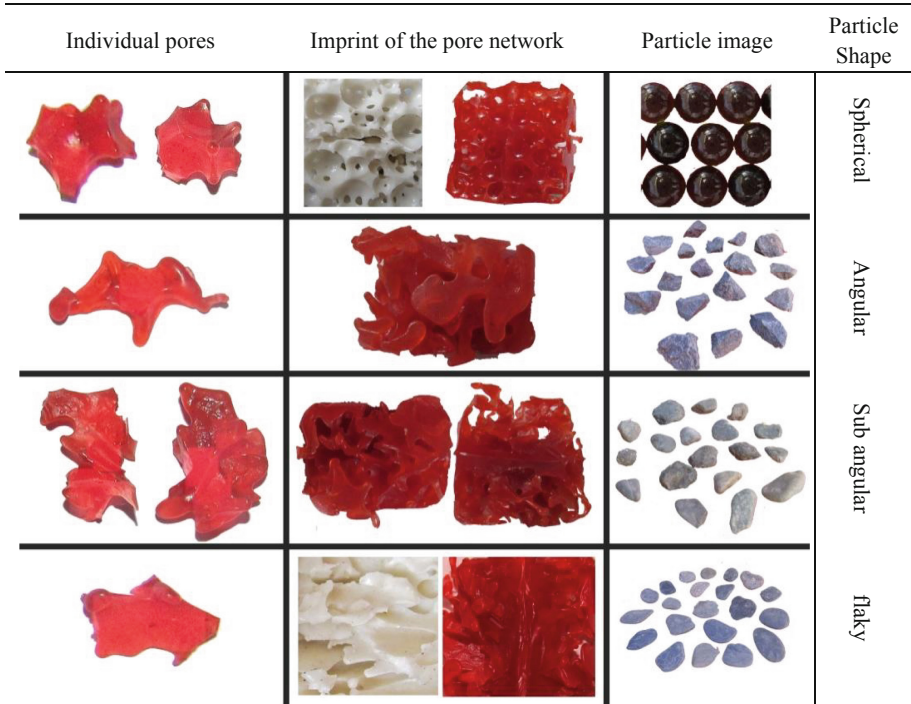 Individual pores
Imprint of the pore network
Particle image
Particle
Shape
Spherical
Angular
Sub angular
flaky